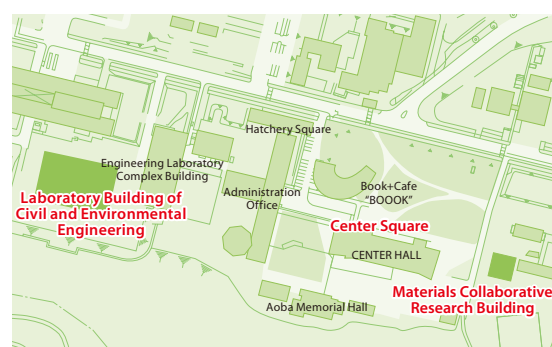 Hatchery Square
Engineering Laboratory
Complex Building
Laboratory Building of
Civil and Environmental
Engineering
Administration
Office
Book+Cafe
“BOOOK”
Center Square
CENTER HALL
Materials Collaborative
Research Building
Aoba Memorial Hall